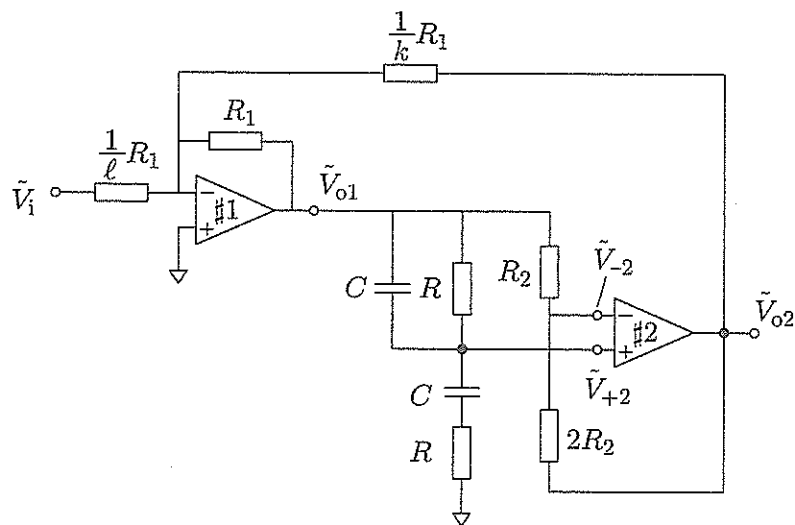 1/k R₁
R₁
1/ℓ R₁
Ṽᵢ
−
♯1
+
Ṽo1
C
R
R₂
Ṽ−2
−
♯2
+
Ṽo2
Ṽ+2
C
R
2R₂